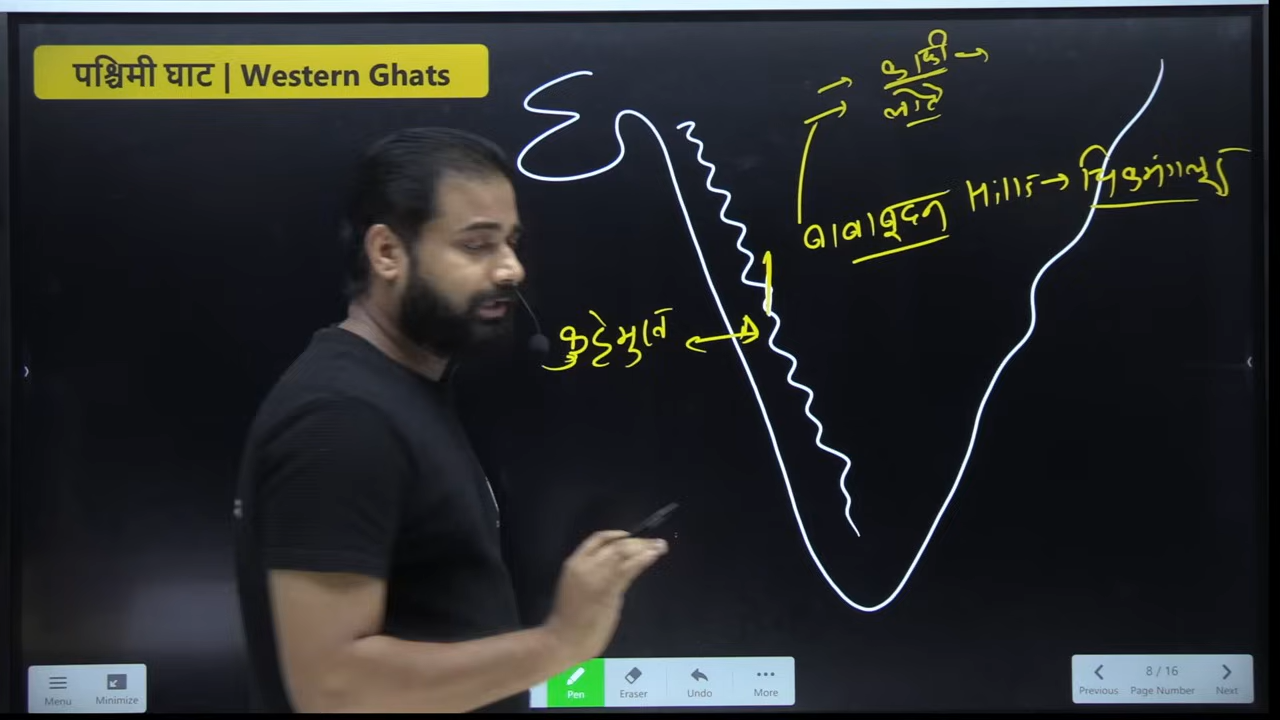 पश्चिमी घाट | Western Ghats
काफी →
→ लोहे
बाबाबूदन Hills → चिकमंगलूर
कुद्रेमुख
Menu
Minimize
Pen
Eraser
Undo
More
Previous
8 / 16
Page Number
Next